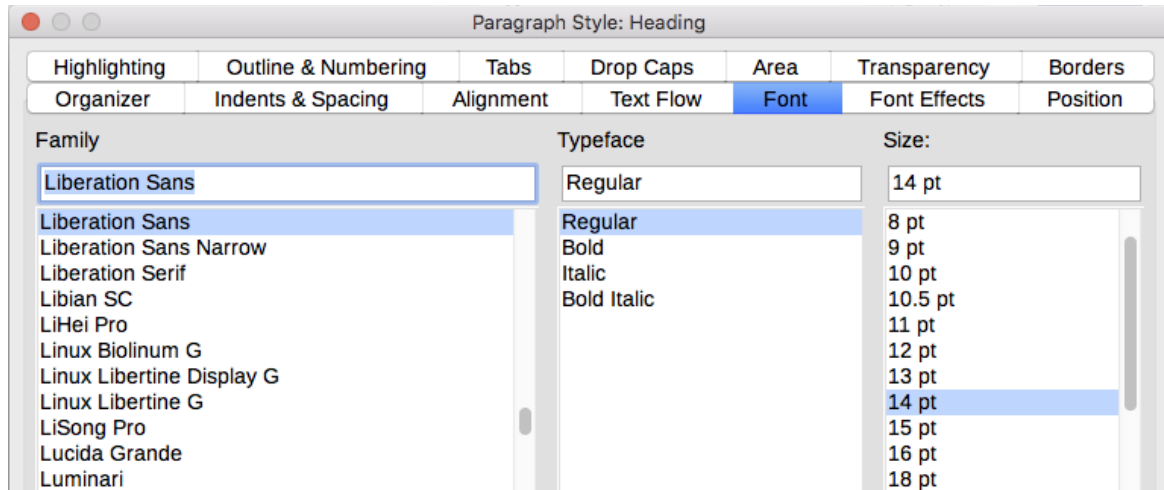 Paragraph Style: Heading
Highlighting Outline & Numbering Tabs Drop Caps Area Transparency Borders
Organizer Indents & Spacing Alignment Text Flow Font Font Effects Position
Family Typeface Size:
Liberation Sans Regular 14 pt
Liberation Sans Regular 8 pt
Liberation Sans Narrow Bold 9 pt
Liberation Serif Italic 10 pt
Libian SC Bold Italic 10.5 pt
LiHei Pro 11 pt
Linux Biolinum G 12 pt
Linux Libertine Display G 13 pt
Linux Libertine G 14 pt
LiSong Pro 15 pt
Lucida Grande 16 pt
Luminari 18 pt